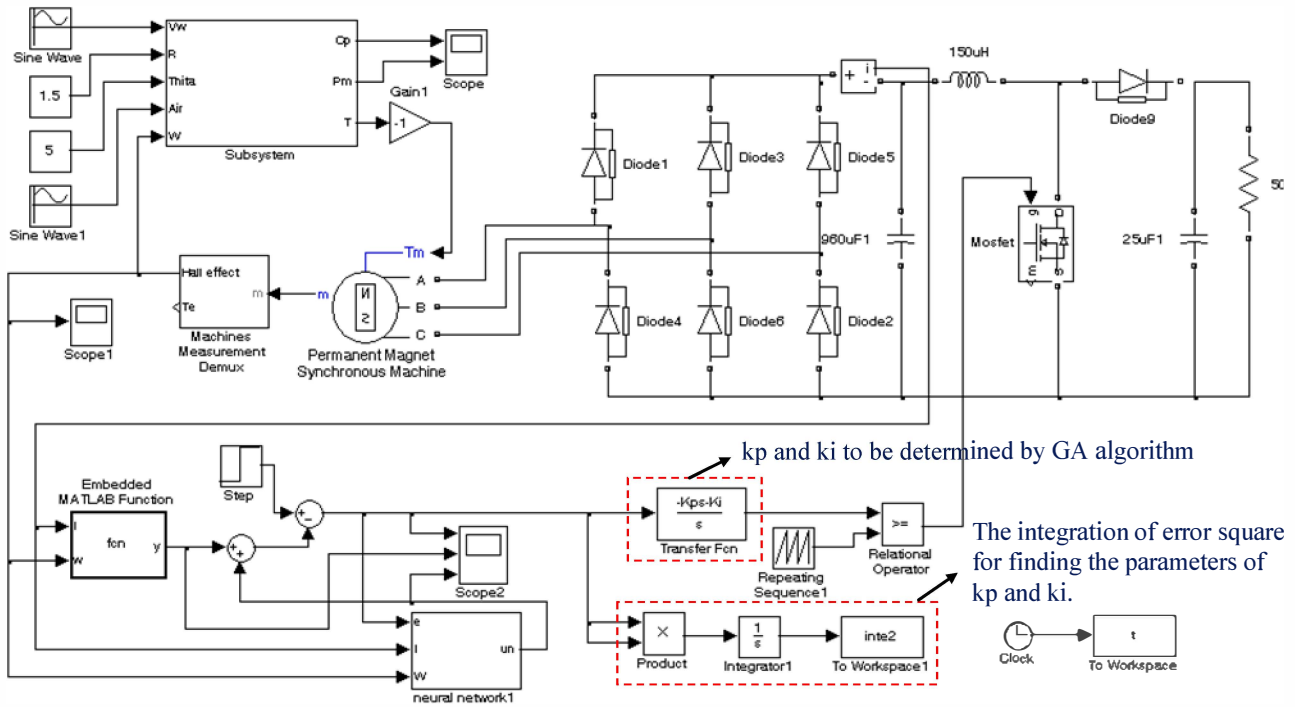 Sine Wave
1.5
5
Sine Wave1
Vw
R
Thita
Air
W
Cp
Pm
T
Subsystem
Scope
Gain1
-1
Hall effect
Te
m
Machines
Measurement
Demux
Scope1
m
Tm
N
S
A
B
C
Permanent Magnet
Synchronous Machine
Diode1
Diode3
Diode5
Diode4
Diode6
Diode2
+
i
-
960uF1
150uH
Diode9
g
D
m
s
Mosfet
25uF1
50
kp and ki to be determined by GA algorithm
Step
Embedded
MATLAB Function
I
w
fcn
y
+
+
+
-
Scope2
e
I
W
un
neural network1
-Kps-Ki
s
Transfer Fcn
Repeating
Sequence1
>=
Relational
Operator
The integration of error square
for finding the parameters of
kp and ki.
×
Product
1
s
Integrator1
inte2
To Workspace1
Clock
t
To Workspace